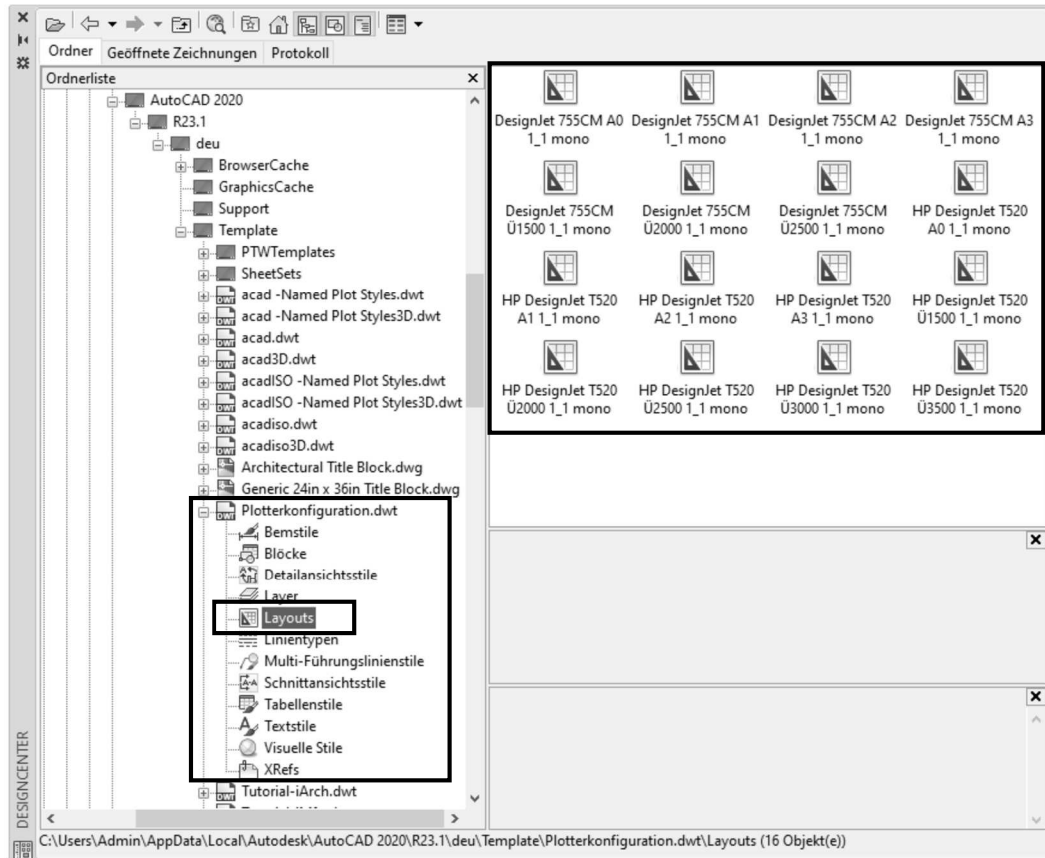 Ordner Geöffnete Zeichnungen Protokoll
Ordnerliste
AutoCAD 2020
R23.1
deu
BrowserCache
GraphicsCache
Support
Template
PTWTemplates
SheetSets
acad -Named Plot Styles.dwt
acad -Named Plot Styles3D.dwt
acad.dwt
acad3D.dwt
acadISO -Named Plot Styles.dwt
acadISO -Named Plot Styles3D.dwt
acadiso.dwt
acadiso3D.dwt
Architectural Title Block.dwg
Generic 24in x 36in Title Block.dwg
Plotterkonfiguration.dwt
Bemstile
Blöcke
Detailansichtsstile
Layer
Layouts
Linientypen
Multi-Führungslinienstile
Schnittansichtsstile
Tabellenstile
Textstile
Visuelle Stile
XRefs
Tutorial-iArch.dwt
DesignJet 755CM A0 DesignJet 755CM A1 DesignJet 755CM A2 DesignJet 755CM A3
1_1 mono 1_1 mono 1_1 mono 1_1 mono
DesignJet 755CM DesignJet 755CM DesignJet 755CM HP DesignJet T520
Ü1500 1_1 mono Ü2000 1_1 mono Ü2500 1_1 mono A0 1_1 mono
HP DesignJet T520 HP DesignJet T520 HP DesignJet T520 HP DesignJet T520
A1 1_1 mono A2 1_1 mono A3 1_1 mono Ü1500 1_1 mono
HP DesignJet T520 HP DesignJet T520 HP DesignJet T520 HP DesignJet T520
Ü2000 1_1 mono Ü2500 1_1 mono Ü3000 1_1 mono Ü3500 1_1 mono
DESIGNCENTER
C:\Users\Admin\AppData\Local\Autodesk\AutoCAD 2020\R23.1\deu\Template\Plotterkonfiguration.dwt\Layouts (16 Objekt(e))